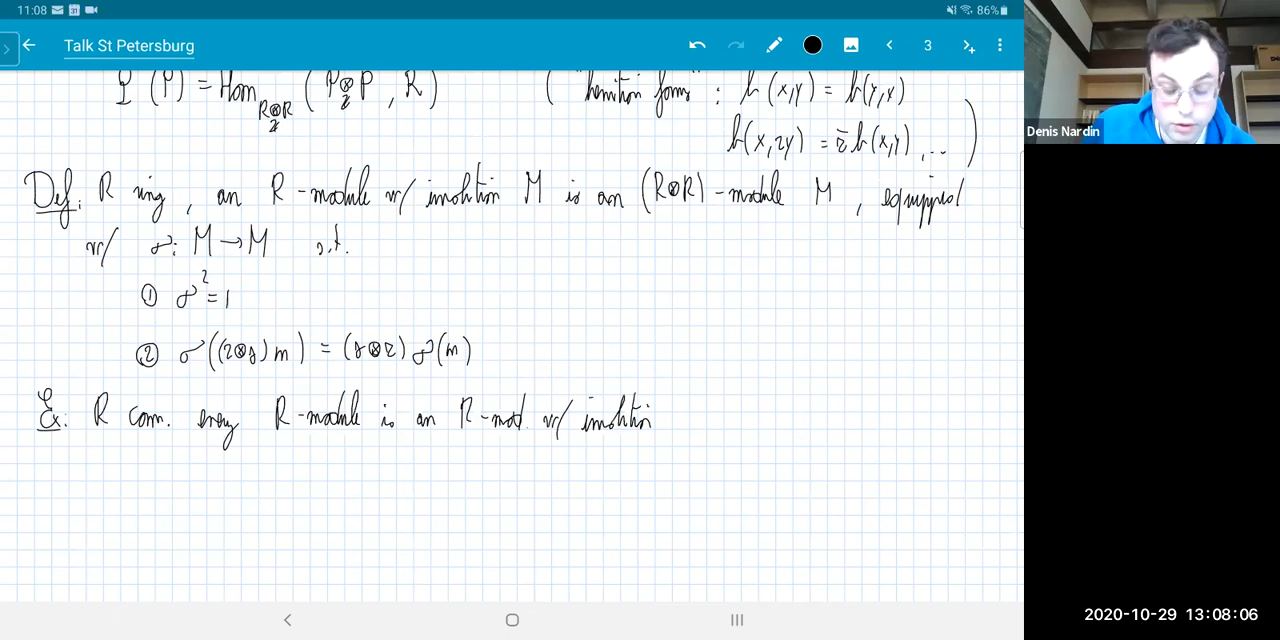 11:08 86%
Talk St Petersburg
3
Ϙ(P) = Hom_{R⊗_Z R} (P⊗_Z P, R) ( "hermitian forms" : h(x,y) = h̄(y,x)
h(x,ry) = r̄ h(x,y), ... )
Def: R ring, an R-module w/ involution M is an (R⊗R)-module M, equipped
w/ σ: M → M s.t.
① σ² = 1
② σ((r⊗s)m) = (s⊗r) σ(m)
Ex: R comm. every R-module is an R-mod. w/ involution
Denis Nardin
2020-10-29 13:08:06